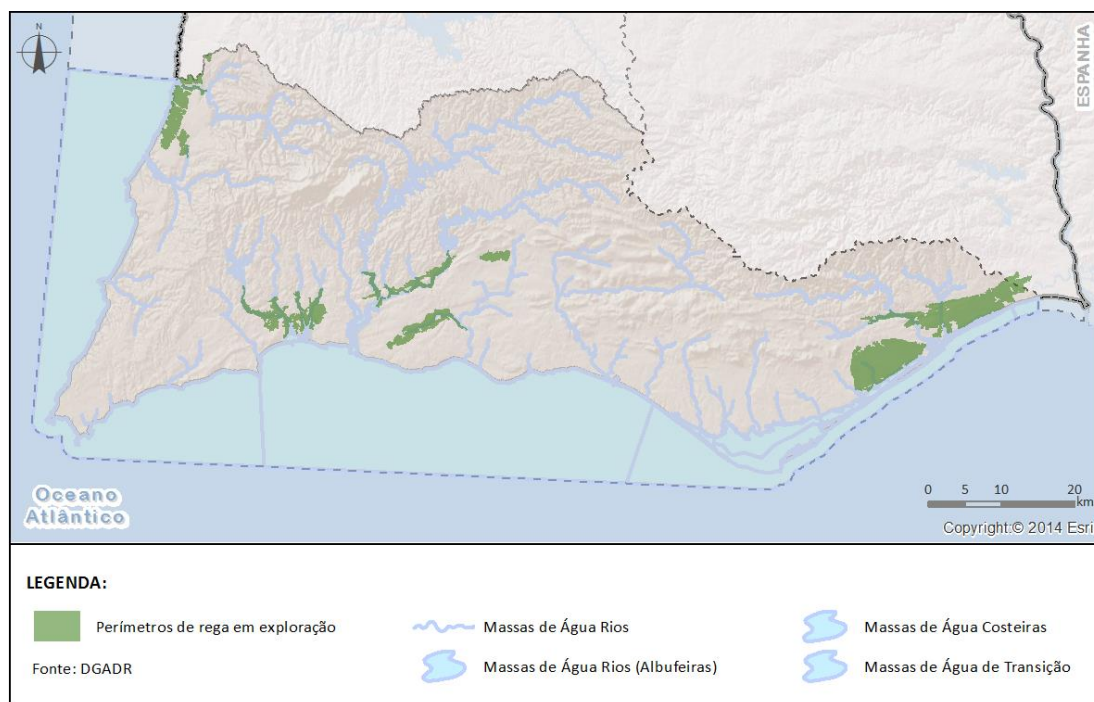 N
ESPANHA
Oceano
Atlântico
0 5 10 20
km
Copyright:© 2014 Esri
LEGENDA:
Perímetros de rega em exploração
Massas de Água Rios
Massas de Água Costeiras
Fonte: DGADR
Massas de Água Rios (Albufeiras)
Massas de Água de Transição